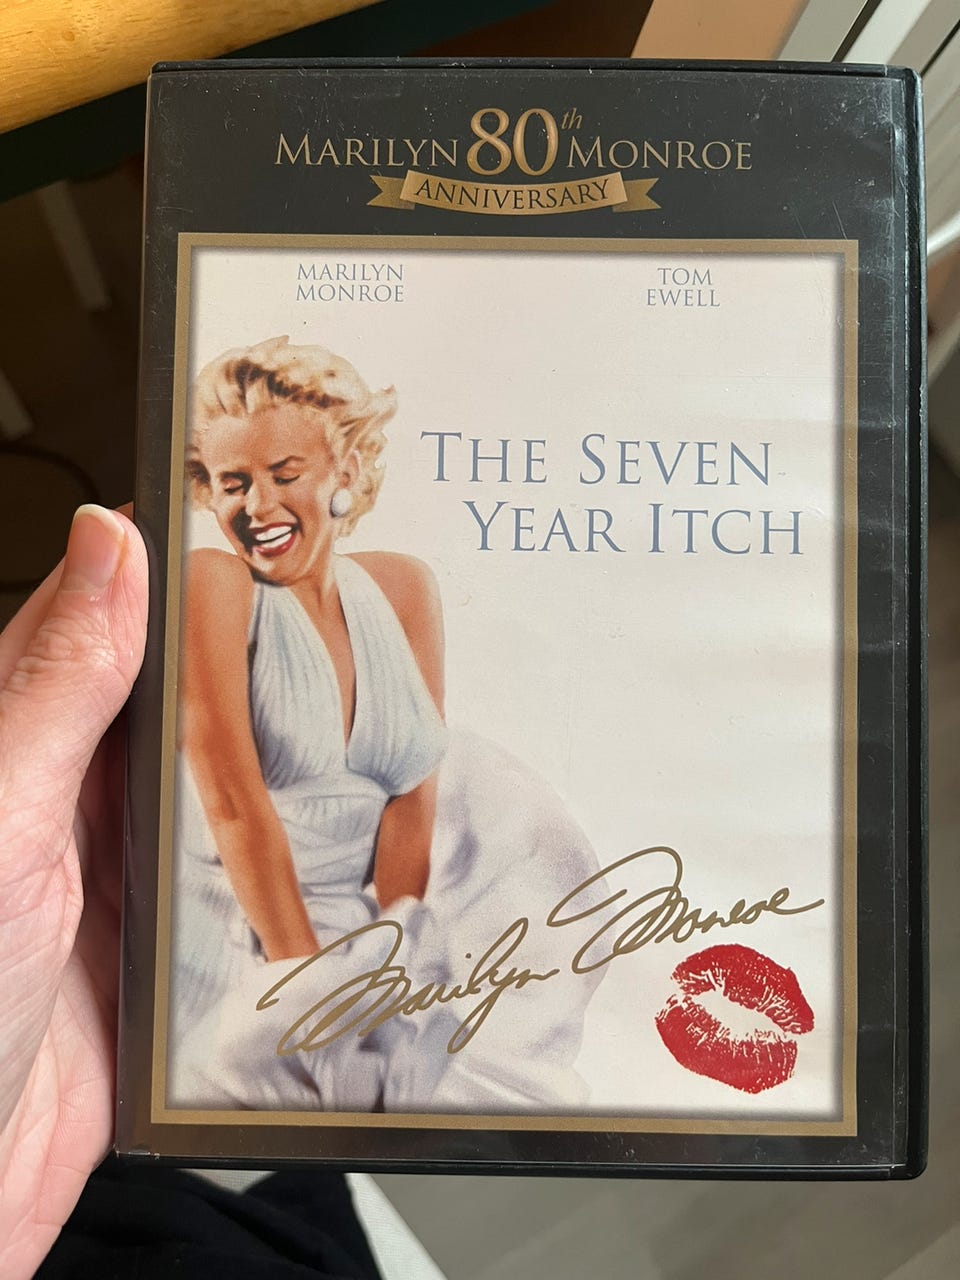 MARILYN 80th MONROE
ANNIVERSARY
MARILYN
MONROE
TOM
EWELL
THE SEVEN
YEAR ITCH
Marilyn Monroe